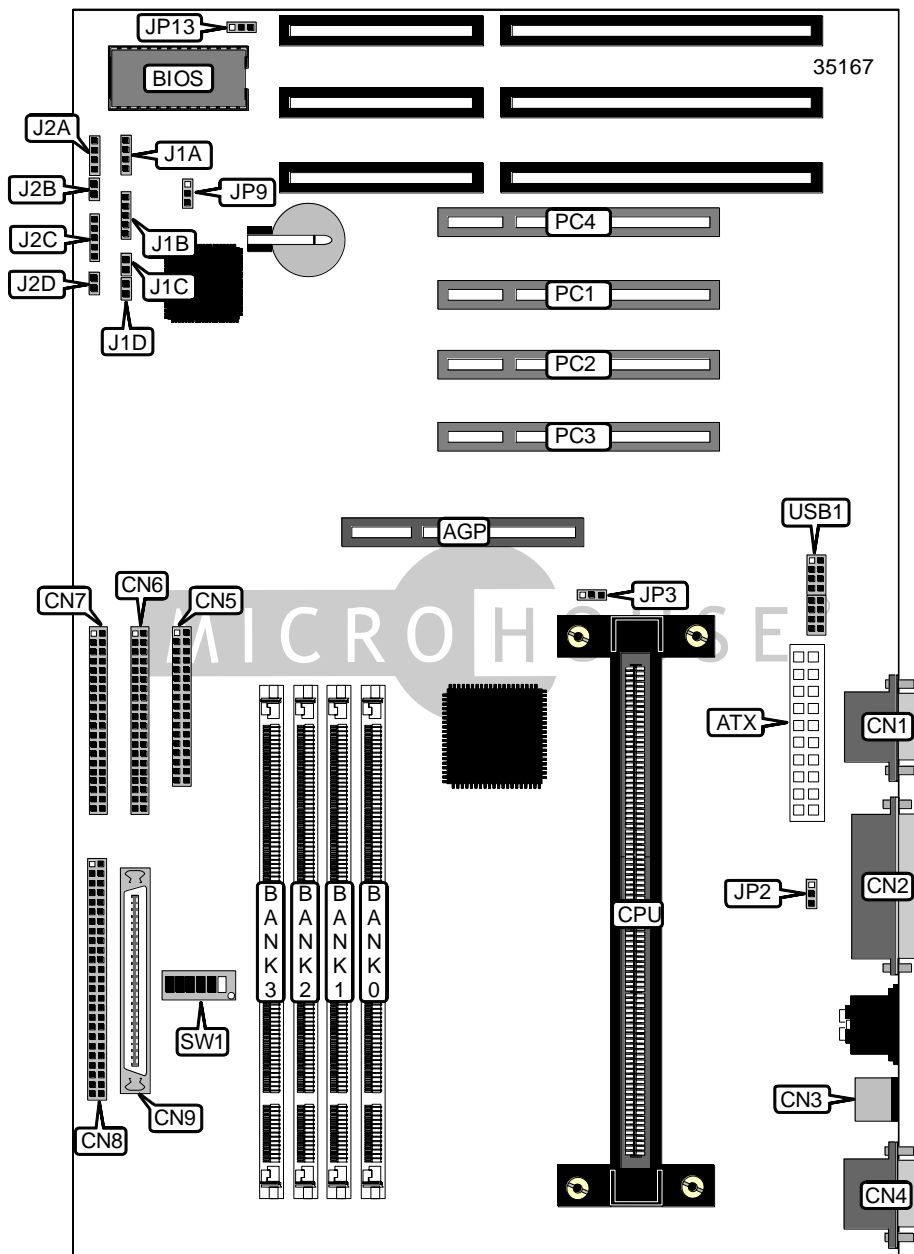 JP13
BIOS
35167
J2A
J1A
J2B
JP9
J2C
J1B
PC4
J2D
J1C
PC1
J1D
PC2
PC3
AGP
USB1
CN7
CN6
CN5
JP3
MICROHOUSE®
ATX
CN1
BANK3
BANK2
BANK1
BANK0
CPU
JP2
CN2
SW1
CN3
CN9
CN8
CN4